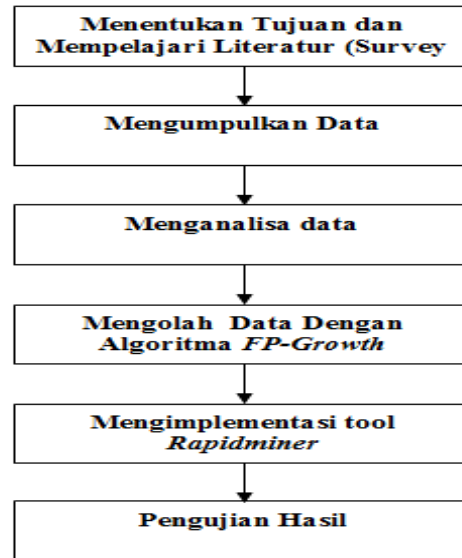 Menentukan Tujuan dan
Mempelajari Literatur (Survey
Mengumpulkan Data
Menganalisa data
Mengolah Data Dengan
Algoritma FP-Growth
Mengimplementasi tool
Rapidminer
Pengujian Hasil